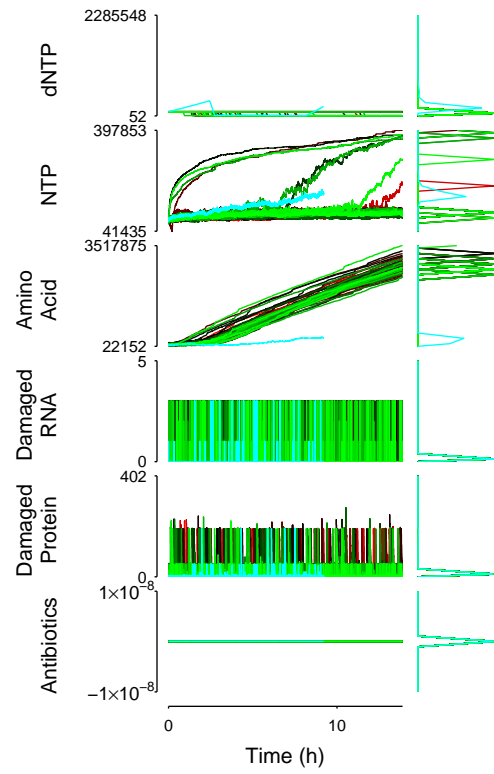 2285548
dNTP
52
397853
NTP
41435
3517875
Amino
Acid
22152
5
Damaged
RNA
0
402
Damaged
Protein
0
1×10⁻⁸
Antibiotics
−1×10⁻⁸
0 10
Time (h)